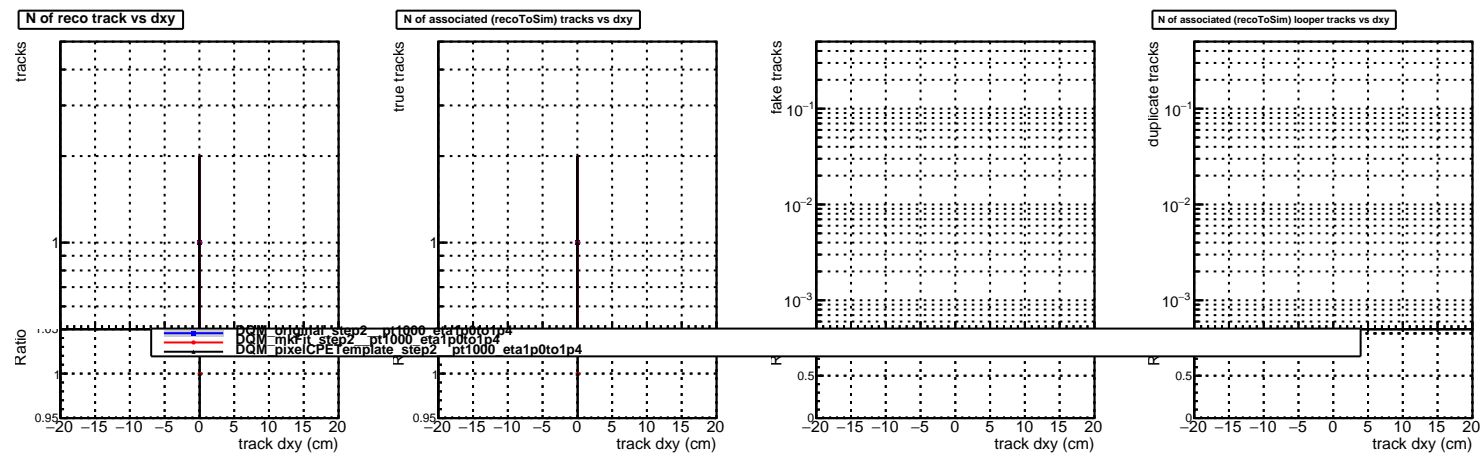 N of reco track vs dxy
tracks
1
Ratio
1
0.95
−20 −15 −10 −5 0 5 10 15 20
track dxy (cm)
N of associated (recoToSim) tracks vs dxy
true tracks
1
1
0.95
−20 −15 −10 −5 0 5 10 15 20
track dxy (cm)
fake tracks
10−1
10−2
10−3
0.5
0
−20 −15 −10 −5 0 5 10 15 20
track dxy (cm)
N of associated (recoToSim) looper tracks vs dxy
duplicate tracks
10−1
10−2
10−3
0.5
0
−20 −15 −10 −5 0 5 10 15 20
track dxy (cm)
DQM_original_step2__pt1000_eta1p0to1p4
DQM_mkFit_step2__pt1000_eta1p0to1p4
DQM_pixelCPETemplate_step2__pt1000_eta1p0to1p4